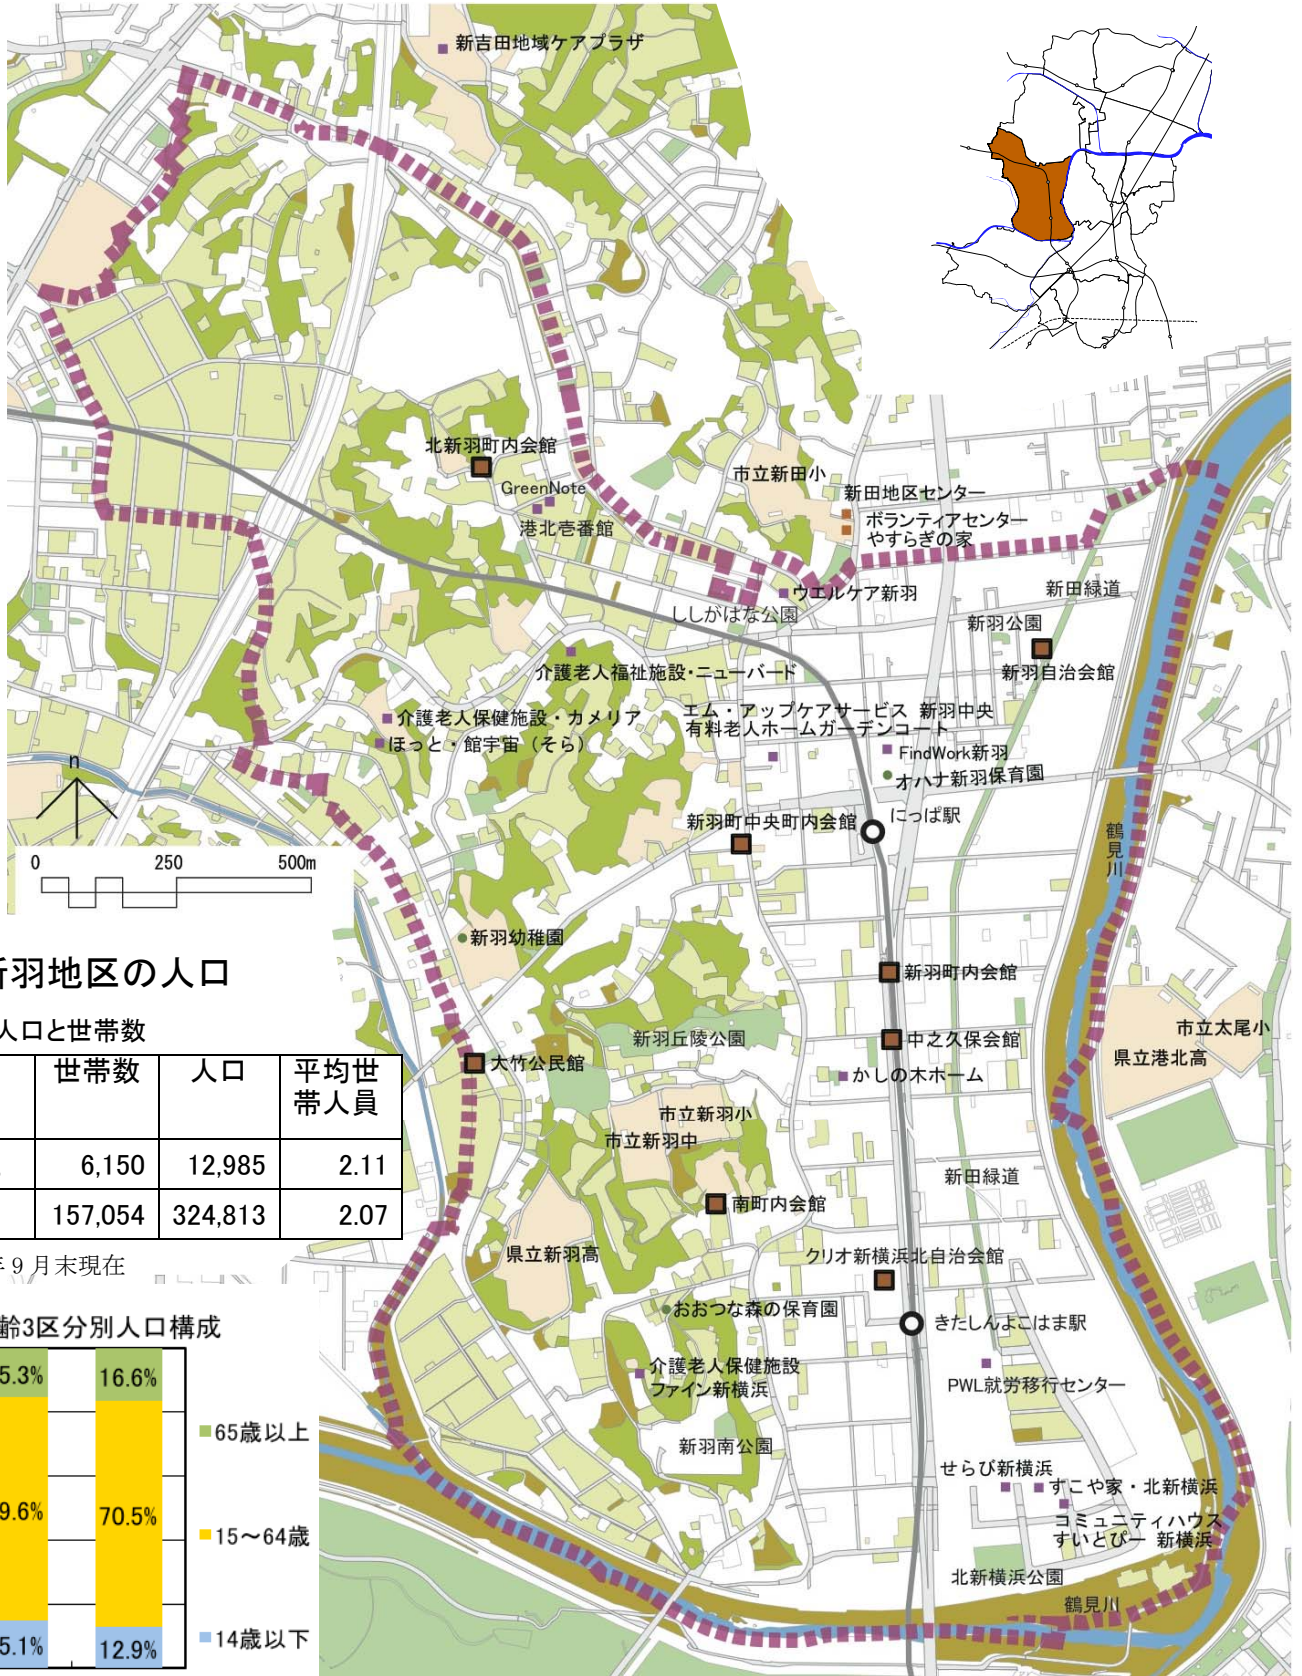 新吉田地域ケアプラザ
北新羽町内会館
GreenNote
港北壱番館
市立新田小
新田地区センター
ボランティアセンター
やすらぎの家
ウエルケア新羽
ししがはな公園
新田緑道
新羽公園
新羽自治会館
介護老人福祉施設・ニューバード
介護老人保健施設・カメリア
ほっと・館宇宙（そら）
エム・アップケアサービス 新羽中央
有料老人ホームガーデンコート
FindWork新羽
オハナ新羽保育園
にっぱ駅
新羽町中央町内会館
鶴見川
n
0 250 500m
新羽幼稚園
新羽町内会館
新羽丘陵公園
中之久保会館
大竹公民館
かしの木ホーム
市立太尾小
県立港北高
市立新羽小
市立新羽中
新田緑道
南町内会館
県立新羽高
クリオ新横浜北自治会館
おおつな森の保育園
きたしんよこはま駅
介護老人保健施設
ファイン新横浜
PWL就労移行センター
新羽南公園
せらび新横浜
すこや家・北新横浜
コミュニティハウス
すいとぴー 新横浜
北新横浜公園
鶴見川
新羽地区の人口
人口と世帯数
世帯数 人口 平均世帯人員
6,150 12,985 2.11
157,054 324,813 2.07
年９月末現在
齢3区分別人口構成
5.3% 16.6%
65歳以上
9.6% 70.5%
15～64歳
5.1% 12.9%
14歳以下